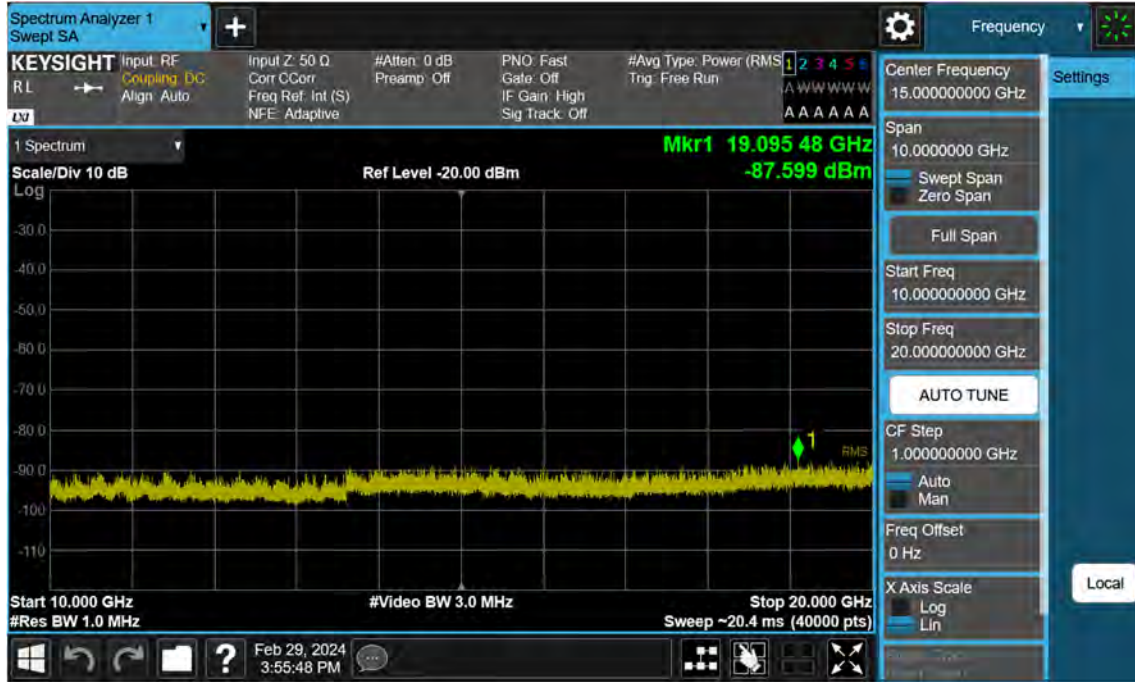 Spectrum Analyzer 1
Swept SA
Frequency
KEYSIGHT
R L
LXI
Input: RF
Coupling: DC
Align: Auto
Input Z: 50 Ω
Corr CCorr
Freq Ref: Int (S)
NFE: Adaptive
#Atten: 0 dB
Preamp: Off
PNO: Fast
Gate: Off
IF Gain: High
Sig Track: Off
#Avg Type: Power (RMS
Trig: Free Run
1 2 3 4 5 6
A W W W W W
A A A A A A
1 Spectrum
Scale/Div 10 dB
Log
Ref Level -20.00 dBm
Mkr1 19.095 48 GHz
-87.599 dBm
-30.0
-40.0
-50.0
-60.0
-70.0
-80.0
-90.0
-100
-110
1
RMS
Start 10.000 GHz
#Res BW 1.0 MHz
#Video BW 3.0 MHz
Stop 20.000 GHz
Sweep ~20.4 ms (40000 pts)
Center Frequency
15.000000000 GHz
Settings
Span
10.0000000 GHz
Swept Span
Zero Span
Full Span
Start Freq
10.000000000 GHz
Stop Freq
20.000000000 GHz
AUTO TUNE
CF Step
1.000000000 GHz
Auto
Man
Freq Offset
0 Hz
X Axis Scale
Log
Lin
Local
?
Feb 29, 2024
3:55:48 PM